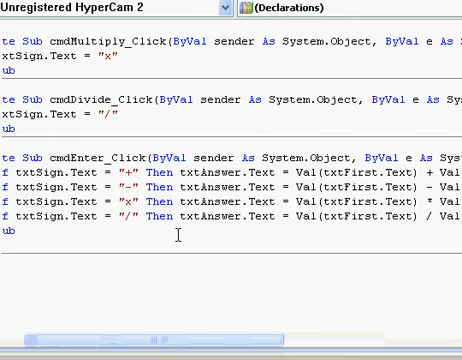 Unregistered HyperCam 2
(Declarations)
te Sub cmdMultiply_Click(ByVal sender As System.Object, ByVal e As S
xtSign.Text = "x"
ub
te Sub cmdDivide_Click(ByVal sender As System.Object, ByVal e As Sys
xtSign.Text = "/"
ub
te Sub cmdEnter_Click(ByVal sender As System.Object, ByVal e As Syst
f txtSign.Text = "+" Then txtAnswer.Text = Val(txtFirst.Text) + Val
f txtSign.Text = "-" Then txtAnswer.Text = Val(txtFirst.Text) - Val
f txtSign.Text = "x" Then txtAnswer.Text = Val(txtFirst.Text) * Val
f txtSign.Text = "/" Then txtAnswer.Text = Val(txtFirst.Text) / Val
ub